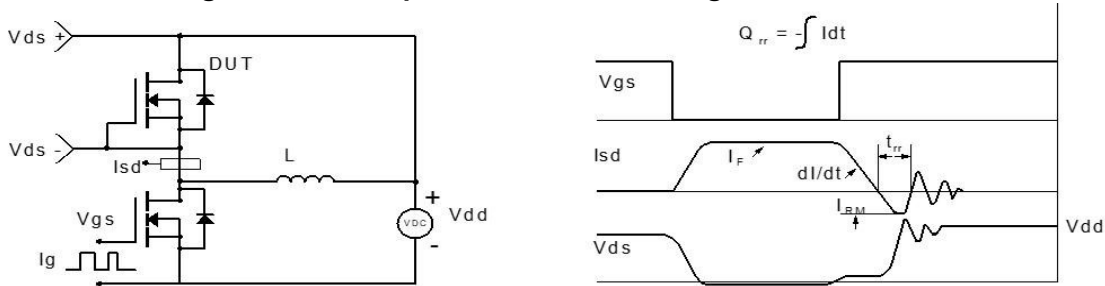 Vds +
DUT
Vds -
Isd
L
Vgs
VDC
+
-
Vdd
Ig
Q rr = - ∫ Idt
Vgs
Isd
I F
dI/dt
t rr
I RM
Vds
Vdd